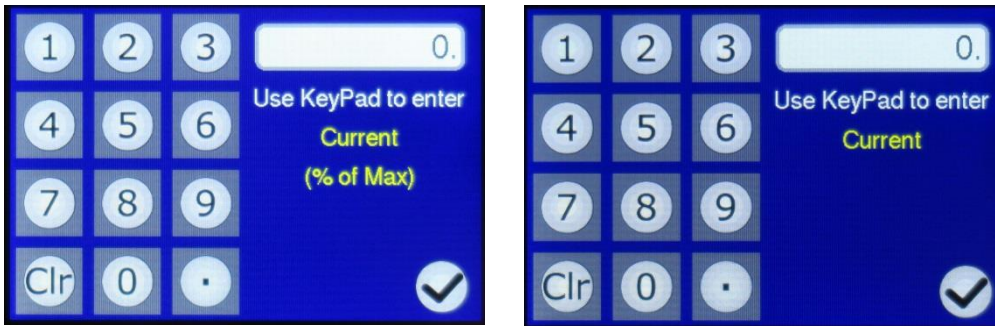 1 2 3 0.
Use KeyPad to enter
4 5 6 Current
(% of Max)
7 8 9
Clr 0 .
1 2 3 0.
Use KeyPad to enter
4 5 6 Current
7 8 9
Clr 0 .